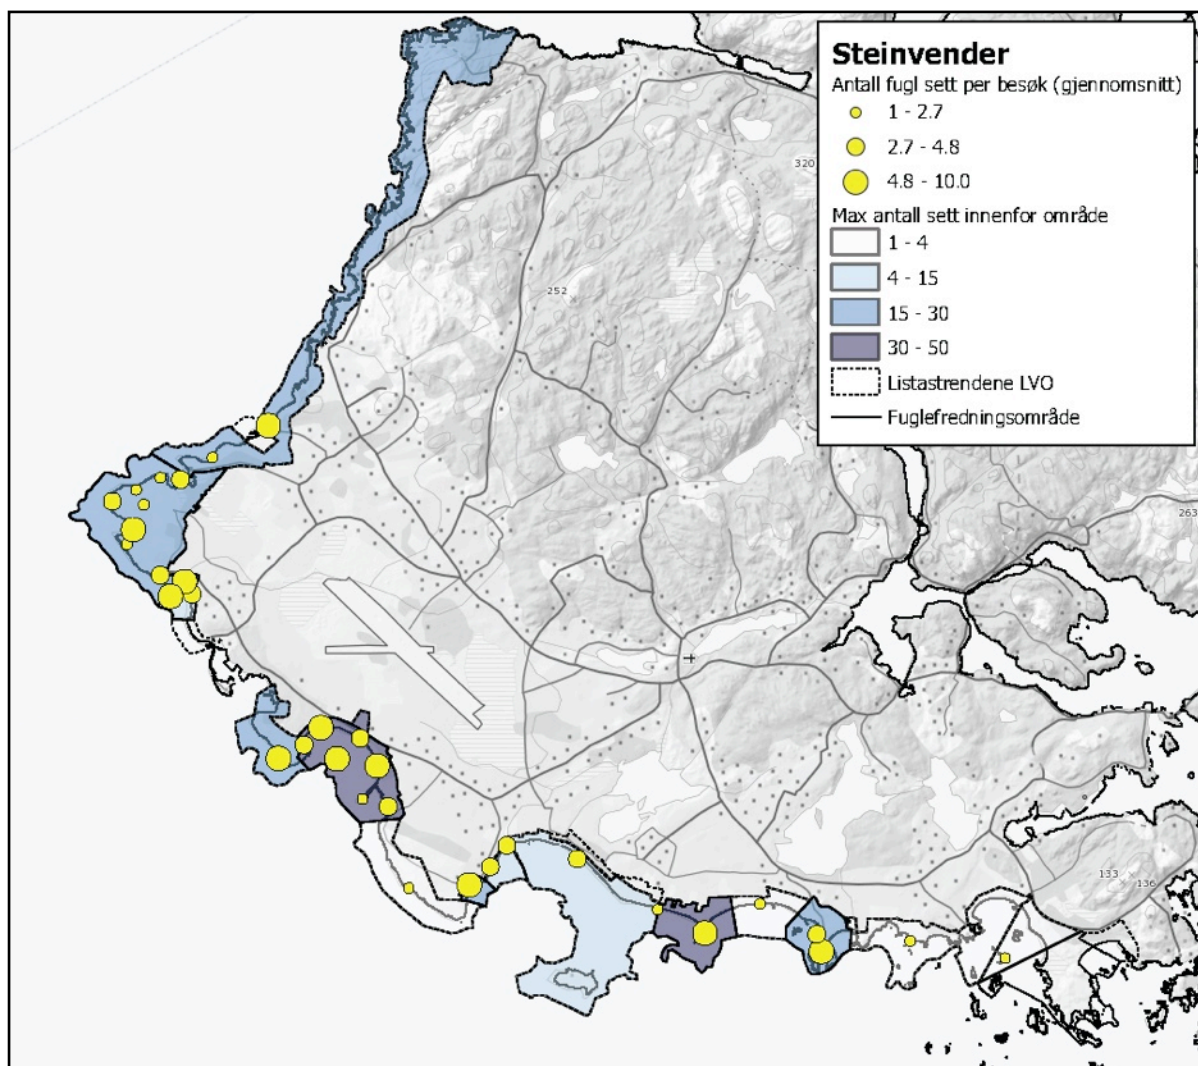 Steinvender
Antall fugl sett per besøk (gjennomsnitt)
1 - 2.7
2.7 - 4.8
4.8 - 10.0
Max antall sett innenfor område
1 - 4
4 - 15
15 - 30
30 - 50
Listastrendene LVO
Fuglefredningsområde
320
252
263
133
136